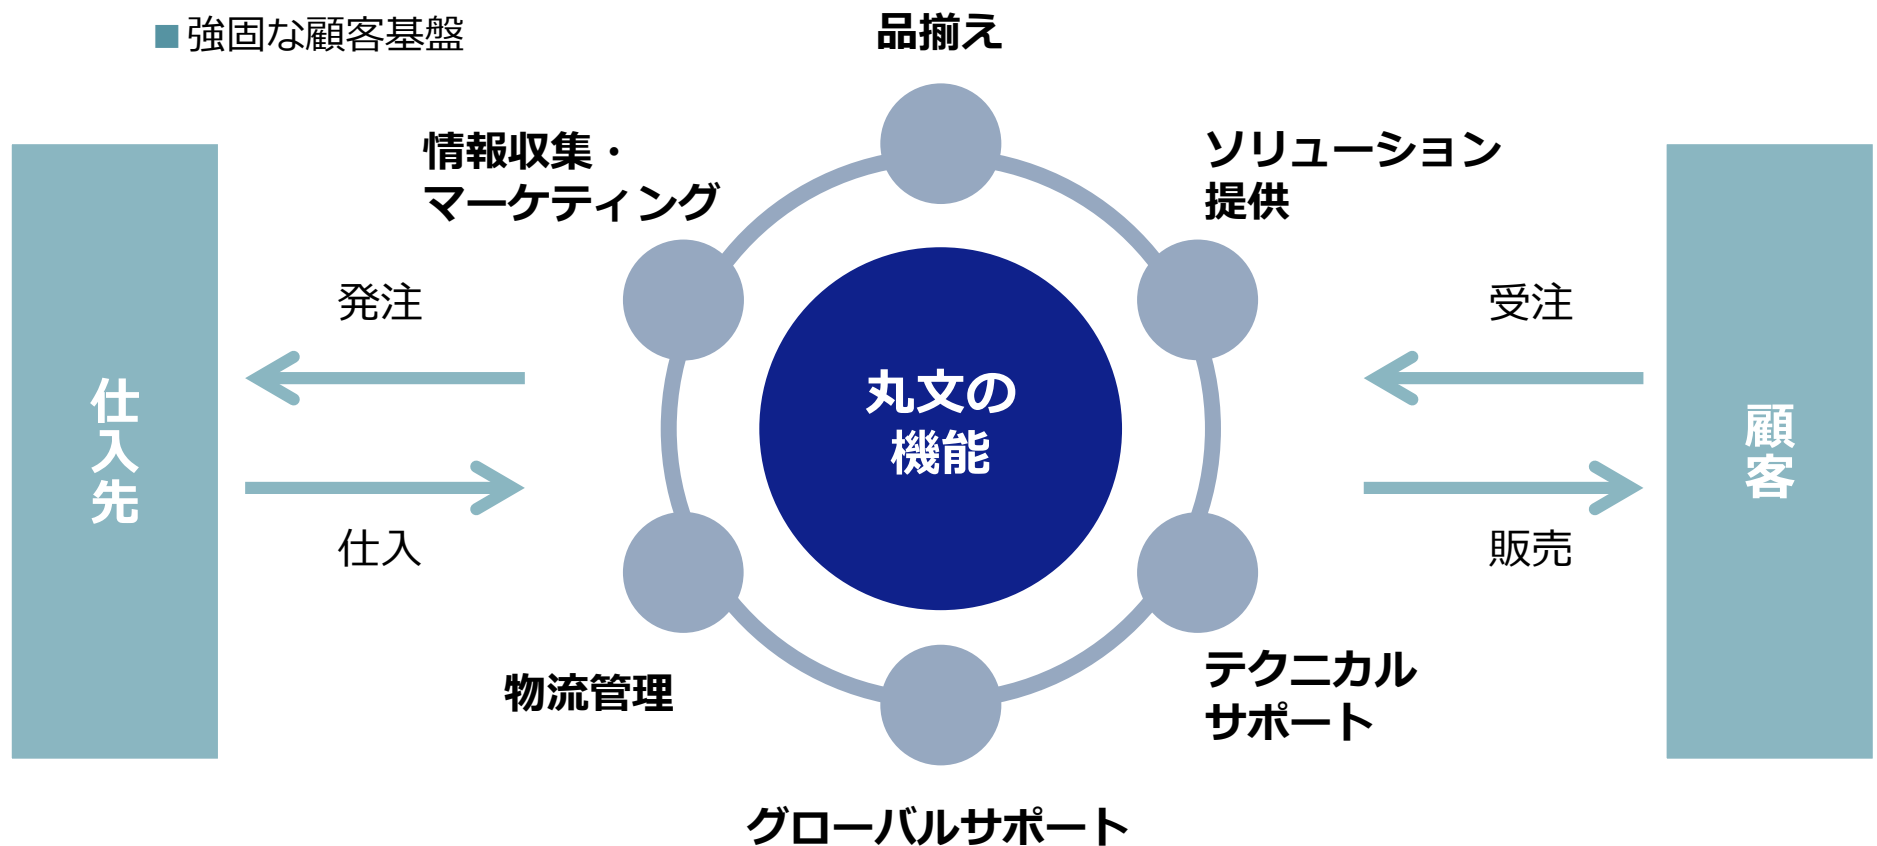 ■強固な顧客基盤
品揃え
情報収集・
マーケティング
ソリューション
提供
発注
受注
仕入先
丸文の
機能
顧客
仕入
販売
物流管理
テクニカル
サポート
グローバルサポート